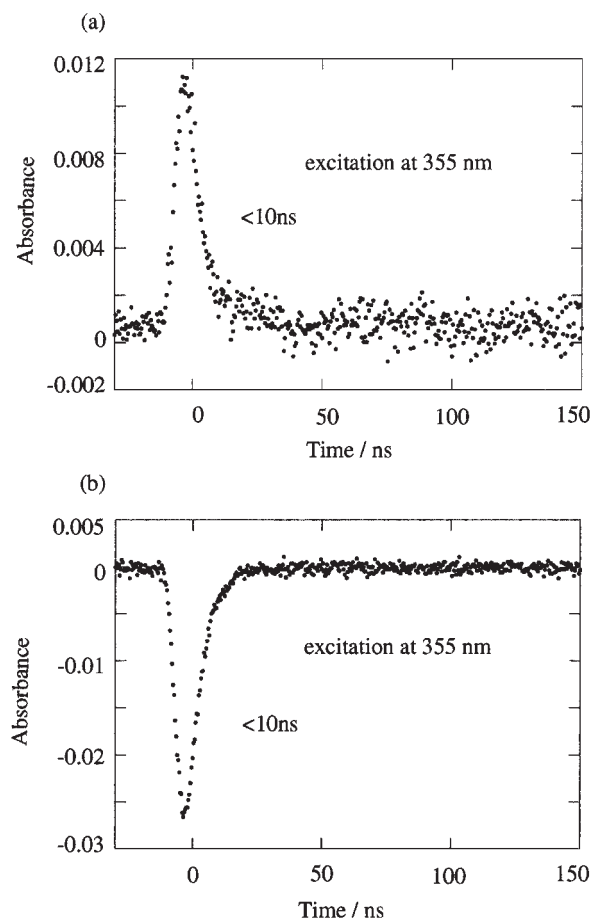 (a)
0.012
0.008
0.004
0
-0.002
Absorbance
excitation at 355 nm
<10ns
0 50 100 150
Time / ns
(b)
0.005
0
-0.01
-0.02
-0.03
Absorbance
excitation at 355 nm
<10ns
0 50 100 150
Time / ns